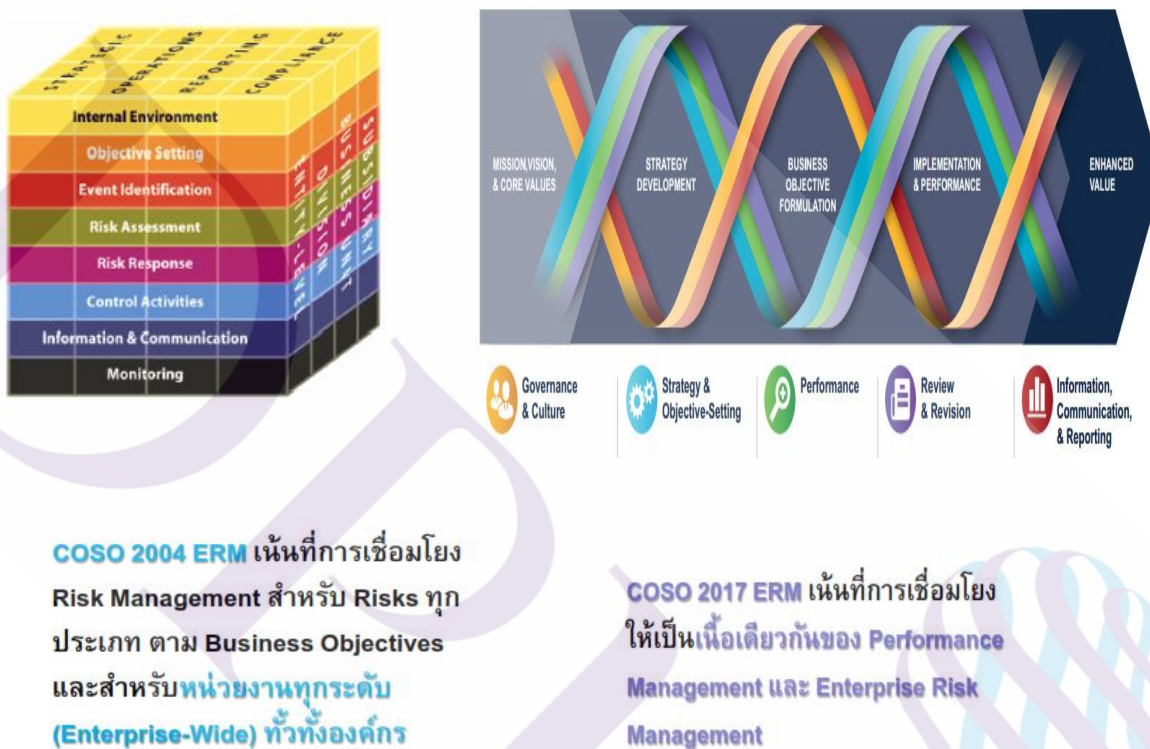 STRATEGIC
OPERATIONS
REPORTING
COMPLIANCE
Internal Environment
Objective Setting
Event Identification
Risk Assessment
Risk Response
Control Activities
Information & Communication
Monitoring
ENTITY-LEVEL
DIVISION
BUSINESS UNIT
SUBSIDIARY
MISSION,VISION,
& CORE VALUES
STRATEGY
DEVELOPMENT
BUSINESS
OBJECTIVE
FORMULATION
IMPLEMENTATION
& PERFORMANCE
ENHANCED
VALUE
Governance
& Culture
Strategy &
Objective-Setting
Performance
Review
& Revision
Information,
Communication,
& Reporting
COSO 2004 ERM เน้นที่การเชื่อมโยง
Risk Management สำหรับ Risks ทุก
ประเภท ตาม Business Objectives
และสำหรับหน่วยงานทุกระดับ
(Enterprise-Wide) ทั่วทั้งองค์กร
COSO 2017 ERM เน้นที่การเชื่อมโยง
ให้เป็นเนื้อเดียวกันของ Performance
Management และ Enterprise Risk
Management